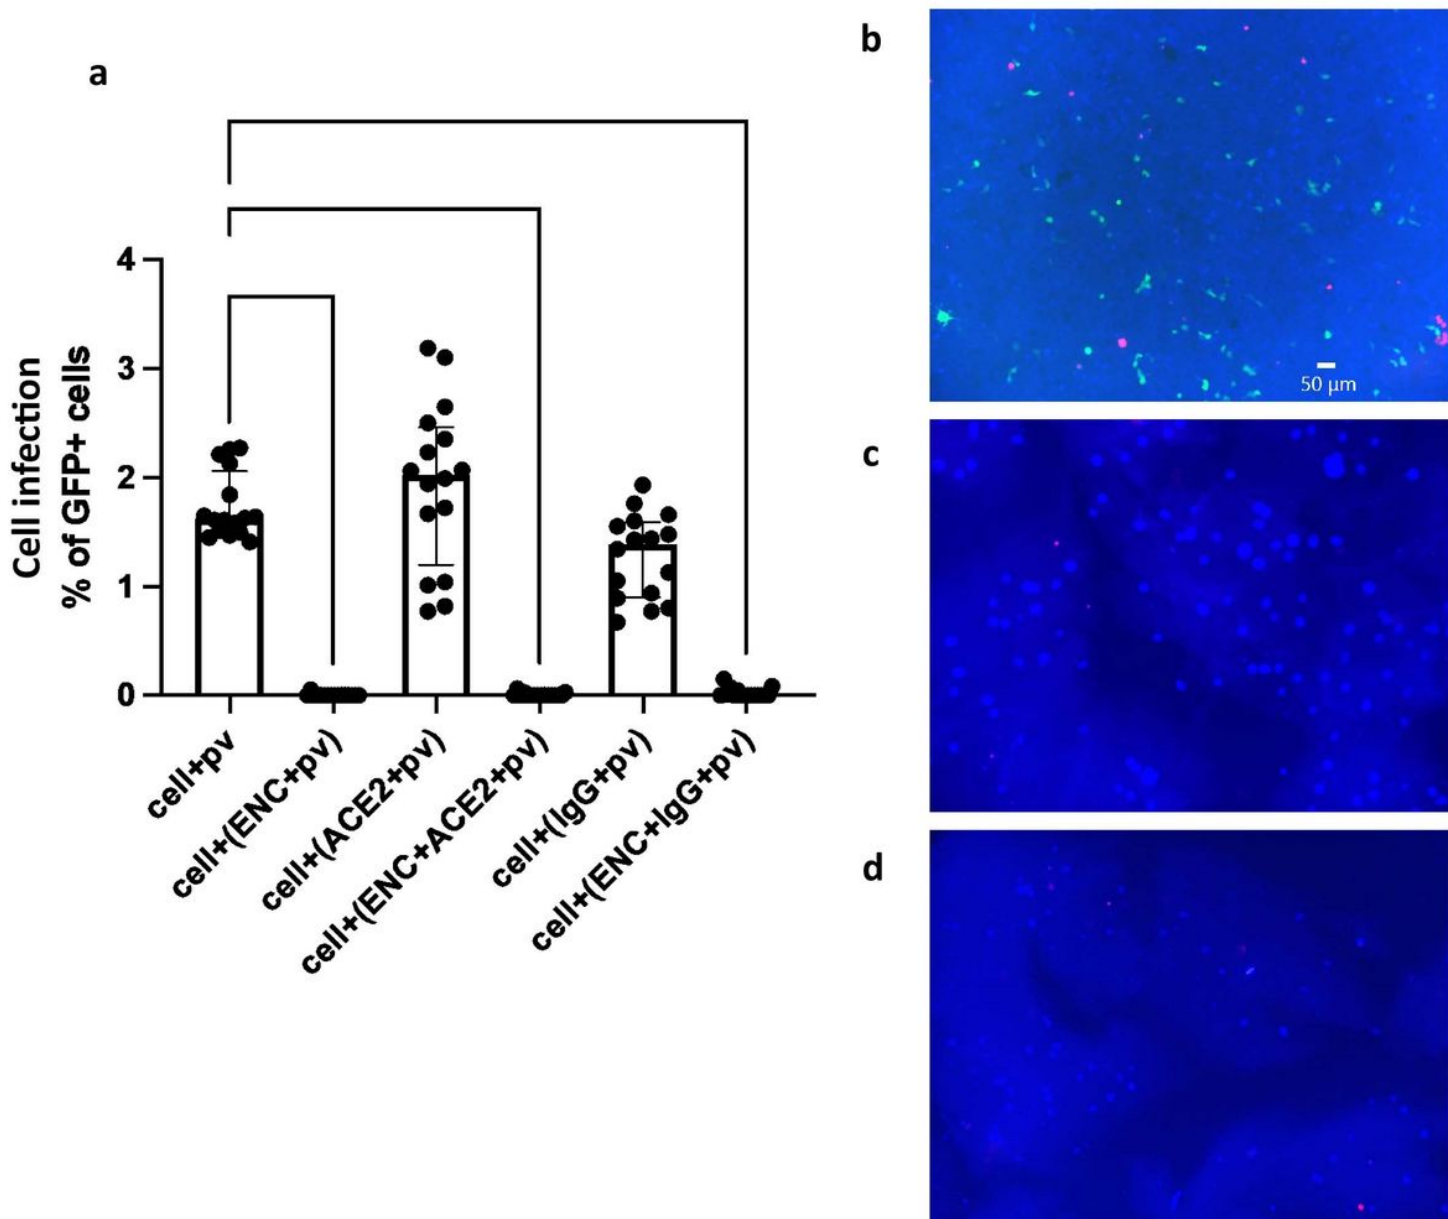 a
Cell infection
% of GFP+ cells
4
3
2
1
0
cell+pv
cell+(ENC+pv)
cell+(ACE2+pv)
cell+(ENC+ACE2+pv)
cell+(IgG+pv)
cell+(ENC+IgG+pv)
b
50 µm
c
d